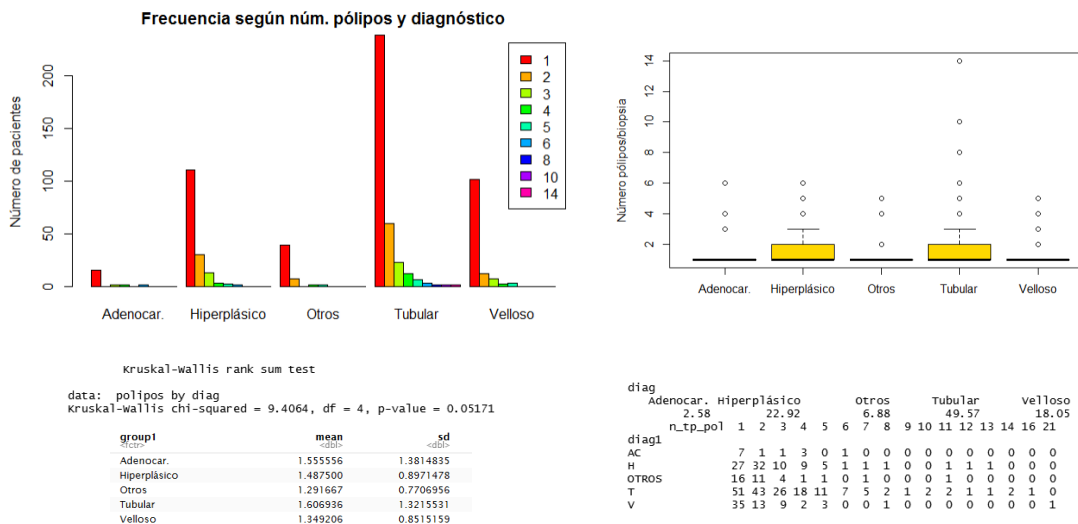 Frecuencia según núm. pólipos y diagnóstico
Número de pacientes
0
50
100
150
200
1
2
3
4
5
6
8
10
14
Adenocar. Hiperplásico Otros Tubular Velloso
Número pólipos/biopsia
2
4
6
8
10
12
14
Adenocar. Hiperplásico Otros Tubular Velloso
Kruskal-Wallis rank sum test
data: polipos by diag
Kruskal-Wallis chi-squared = 9.4064, df = 4, p-value = 0.05171
group1 mean sd
<fctr> <dbl> <dbl>
Adenocar. 1.555556 1.3814835
Hiperplásico 1.487500 0.8971478
Otros 1.291667 0.7706956
Tubular 1.606936 1.3215531
Velloso 1.349206 0.8515159
diag
Adenocar. Hiperplásico Otros Tubular Velloso
2.58 22.92 6.88 49.57 18.05
n_tp_pol 1 2 3 4 5 6 7 8 9 10 11 12 13 14 16 21
diag1
AC 7 1 1 3 0 1 0 0 0 0 0 0 0 0 0 0
H 27 32 10 9 5 1 1 1 0 0 1 1 1 0 0 0
OTROS 16 11 4 1 1 0 1 0 0 0 0 0 0 0 0 0
T 51 43 26 18 11 7 5 2 1 2 2 1 1 2 1 0
V 35 13 9 2 3 0 0 1 0 0 0 0 0 0 0 1